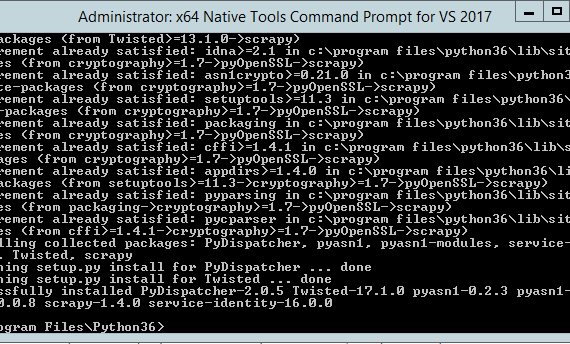 Administrator: x64 Native Tools Command Prompt for VS 2017
ackages (from Twisted>=13.1.0->scrapy)
rement already satisfied: idna>=2.1 in c:\program files\python36\lib\sit
es (from cryptography>=1.7->pyOpenSSL->scrapy)
rement already satisfied: asn1crypto>=0.21.0 in c:\program files\python3
te-packages (from cryptography>=1.7->pyOpenSSL->scrapy)
rement already satisfied: setuptools>=11.3 in c:\program files\python36\
-packages (from cryptography>=1.7->pyOpenSSL->scrapy)
rement already satisfied: packaging in c:\program files\python36\lib\sit
es (from cryptography>=1.7->pyOpenSSL->scrapy)
rement already satisfied: cffi>=1.4.1 in c:\program files\python36\lib\s
ages (from cryptography>=1.7->pyOpenSSL->scrapy)
rement already satisfied: appdirs>=1.4.0 in c:\program files\python36\li
packages (from setuptools>=11.3->cryptography>=1.7->pyOpenSSL->scrapy)
rement already satisfied: pyparsing in c:\program files\python36\lib\sit
es (from packaging->cryptography>=1.7->pyOpenSSL->scrapy)
rement already satisfied: pycparser in c:\program files\python36\lib\sit
es (from cffi>=1.4.1->cryptography>=1.7->pyOpenSSL->scrapy)
lling collected packages: PyDispatcher, pyasn1, pyasn1-modules, service-
, Twisted, scrapy
ning setup.py install for PyDispatcher ... done
ning setup.py install for Twisted ... done
ssfully installed PyDispatcher-2.0.5 Twisted-17.1.0 pyasn1-0.2.3 pyasn1-
0.0.8 scrapy-1.4.0 service-identity-16.0.0
ogram Files\Python36>